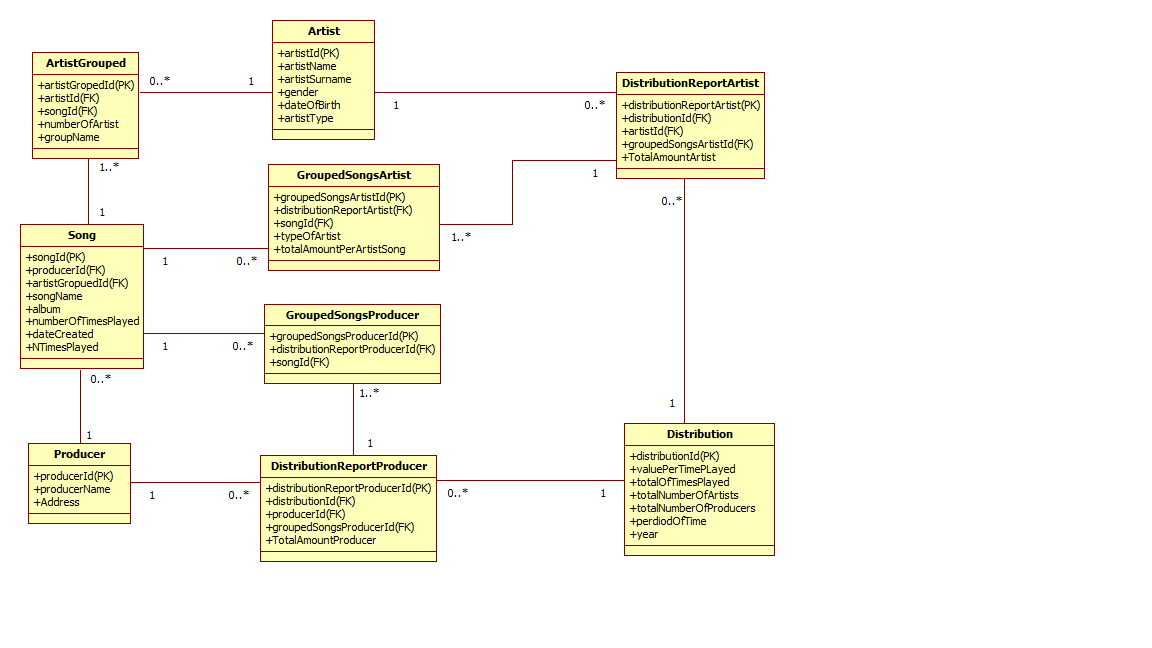 Artist
+artistId(PK)
+artistName
+artistSurname
+gender
+dateOfBirth
+artistType
ArtistGrouped
+artistGropedId(PK)
+artistId(FK)
+songId(FK)
+numberOfArtist
+groupName
0..*
1
1
0..*
DistributionReportArtist
+distributionReportArtist(PK)
+distributionId(FK)
+artistId(FK)
+groupedSongsArtistId(FK)
+TotalAmountArtist
1..*
1
GroupedSongsArtist
+groupedSongsArtistId(PK)
+distributionReportArtist(FK)
+songId(FK)
+typeOfArtist
+totalAmountPerArtistSong
1
1..*
0..*
1
Song
+songId(PK)
+producerId(FK)
+artistGropuedId(FK)
+songName
+album
+numberOfTimesPlayed
+dateCreated
+NTimesPlayed
1
0..*
1
0..*
GroupedSongsProducer
+groupedSongsProducerId(PK)
+distributionReportProducerId(FK)
+songId(FK)
0..*
1
1..*
1
Producer
+producerId(PK)
+producerName
+Address
1
0..*
DistributionReportProducer
+distributionReportProducerId(PK)
+distributionId(FK)
+producerId(FK)
+groupedSongsProducerId(FK)
+TotalAmountProducer
0..*
1
Distribution
+distributionId(PK)
+valuePerTimePLayed
+totalOfTimesPlayed
+totalNumberOfArtists
+totalNumberOfProducers
+perdiodOfTime
+year